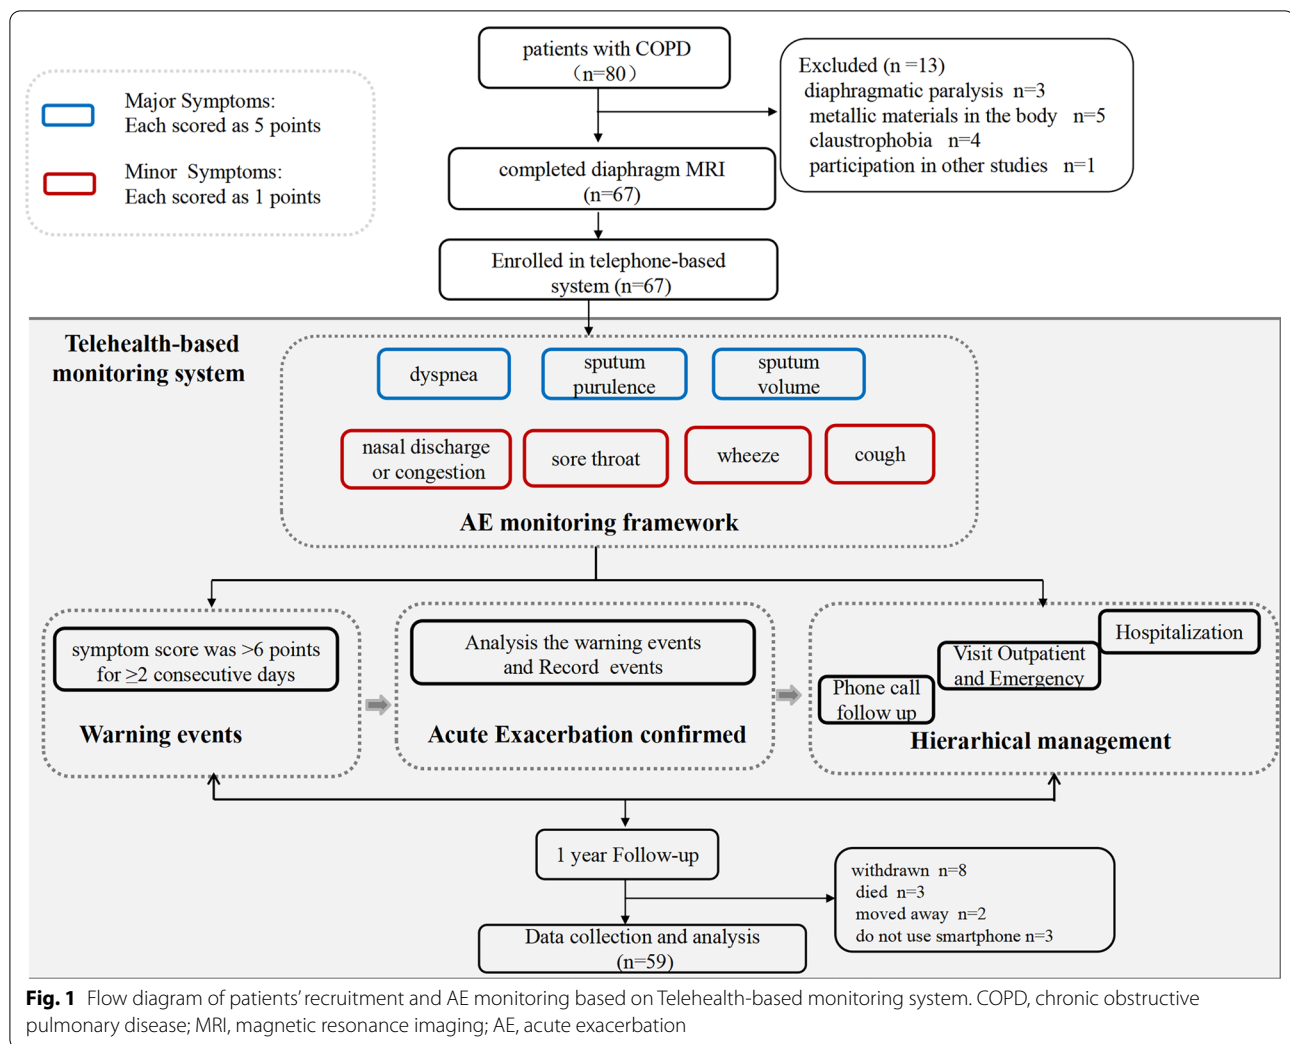 patients with COPD
（n=80）
Excluded (n =13)
diaphragmatic paralysis n=3
metallic materials in the body n=5
claustrophobia n=4
participation in other studies n=1
Major Symptoms:
Each scored as 5 points
Minor Symptoms:
Each scored as 1 points
completed diaphragm MRI
(n=67)
Enrolled in telephone-based
system (n=67)
Telehealth-based
monitoring system
dyspnea
sputum
purulence
sputum
volume
nasal discharge
or congestion
sore throat
wheeze
cough
AE monitoring framework
symptom score was >6 points
for ≥2 consecutive days
Warning events
Analysis the warning events
and Record events
Acute Exacerbation confirmed
Hospitalization
Visit Outpatient
and Emergency
Phone call
follow up
Hierarhical management
1 year Follow-up
withdrawn n=8
died n=3
moved away n=2
do not use smartphone n=3
Data collection and analysis
(n=59)
Fig. 1 Flow diagram of patients’ recruitment and AE monitoring based on Telehealth-based monitoring system. COPD, chronic obstructive
pulmonary disease; MRI, magnetic resonance imaging; AE, acute exacerbation